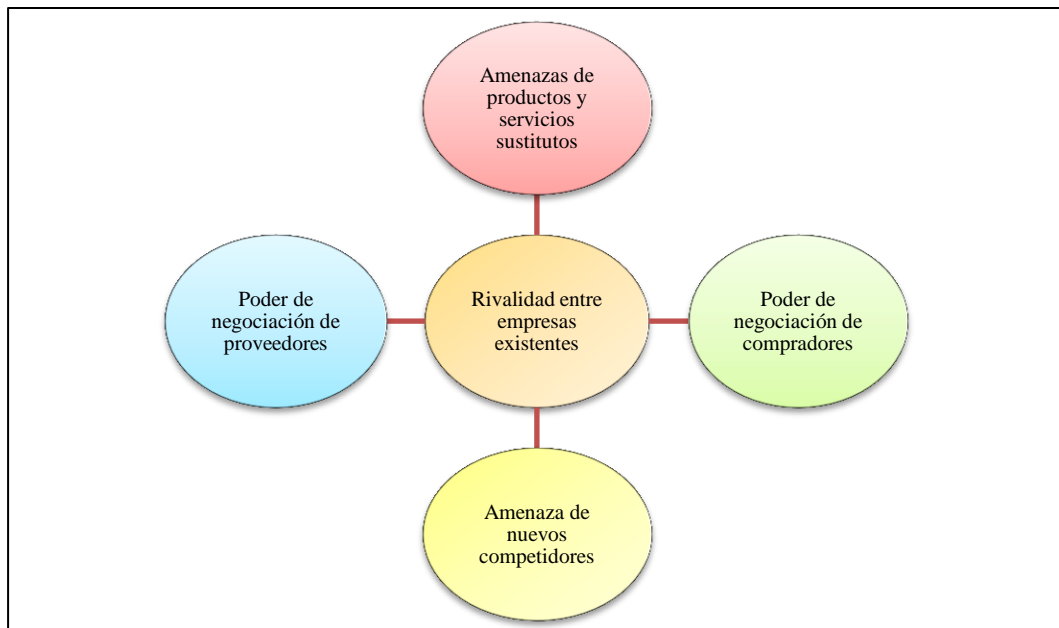 Amenazas de
productos y
servicios
sustitutos
Poder de
negociación de
proveedores
Rivalidad entre
empresas
existentes
Poder de
negociación de
compradores
Amenaza de
nuevos
competidores